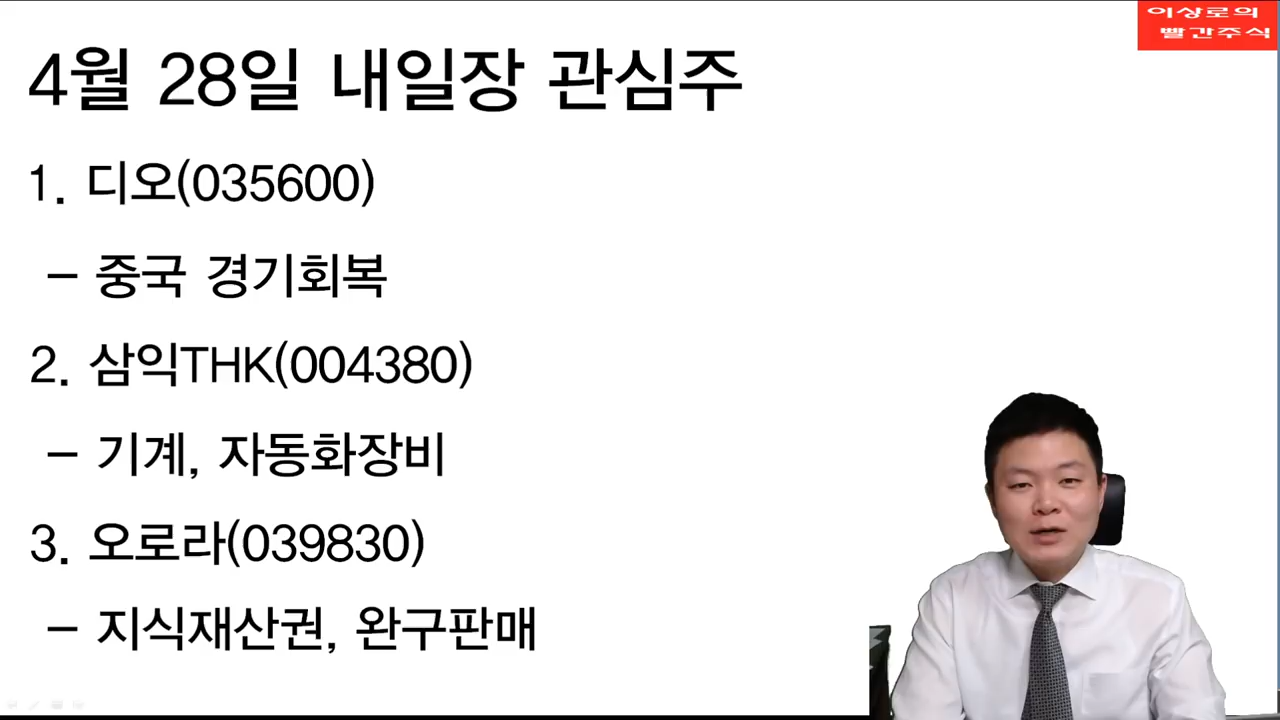 이상로의
빨간주식
4월 28일 내일장 관심주
1. 디오(035600)
- 중국 경기회복
2. 삼익THK(004380)
- 기계, 자동화장비
3. 오로라(039830)
- 지식재산권, 완구판매